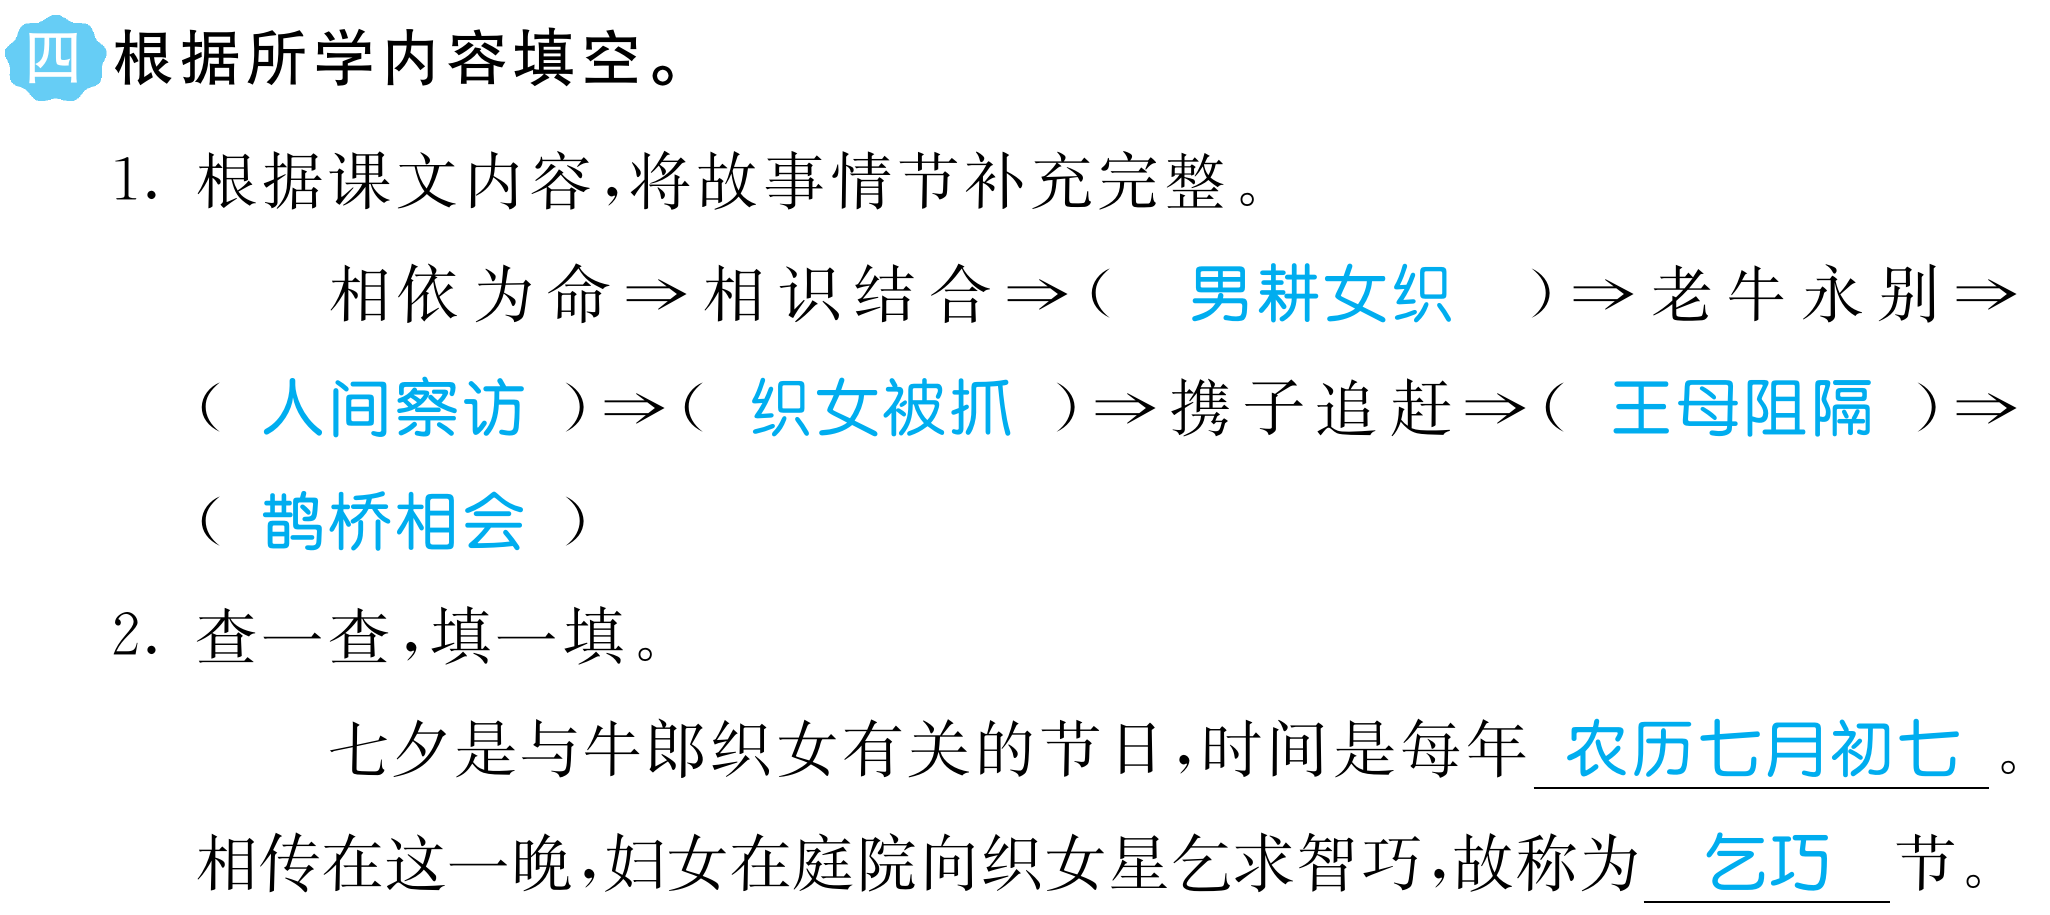 四 根据所学内容填空。
1. 根据课文内容,将故事情节补充完整。
相依为命⇒相识结合⇒( 男耕女织 )⇒老牛永别⇒
( 人间察访 )⇒( 织女被抓 )⇒携子追赶⇒( 王母阻隔 )⇒
( 鹊桥相会 )
2. 查一查,填一填。
七夕是与牛郎织女有关的节日,时间是每年 农历七月初七 。
相传在这一晚,妇女在庭院向织女星乞求智巧,故称为 乞巧 节。